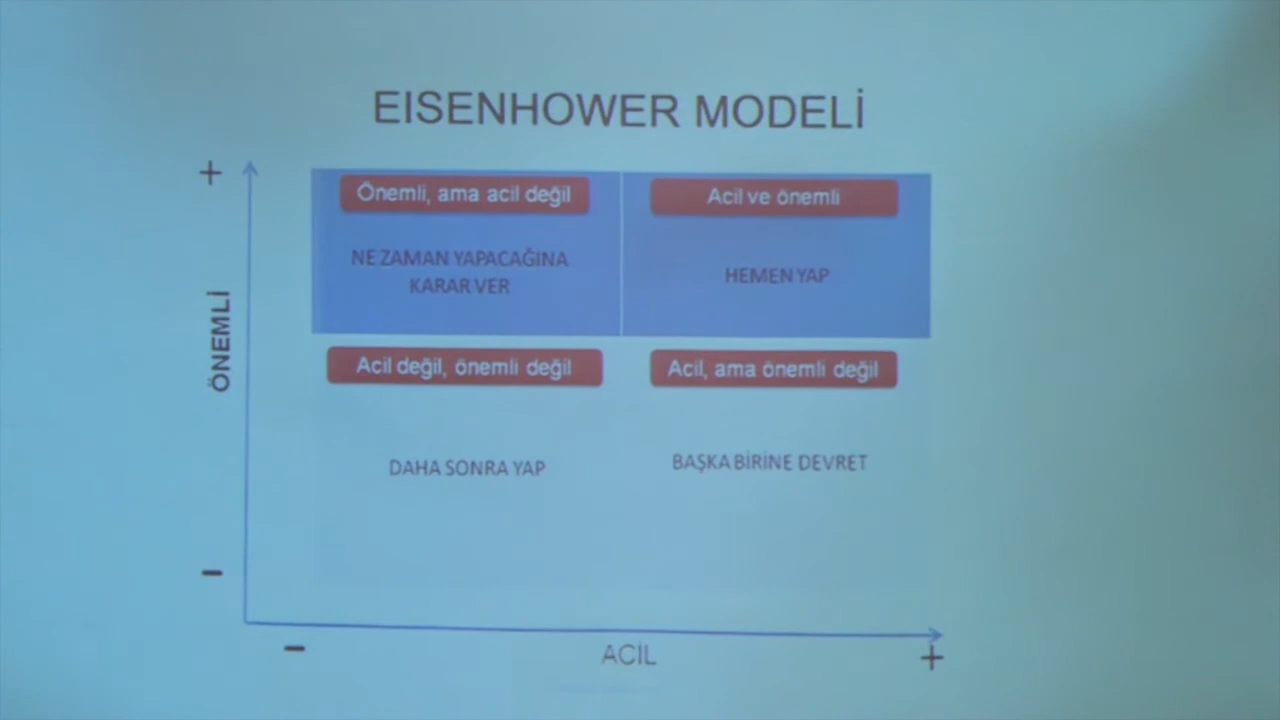 EISENHOWER MODELİ
+
Önemli, ama acil değil
Acil ve önemli
NE ZAMAN YAPACAĞINA
KARAR VER
HEMEN YAP
ÖNEMLİ
Acil değil, önemli değil
Acil, ama önemli değil
DAHA SONRA YAP
BAŞKA BİRİNE DEVRET
-
-
ACİL
+